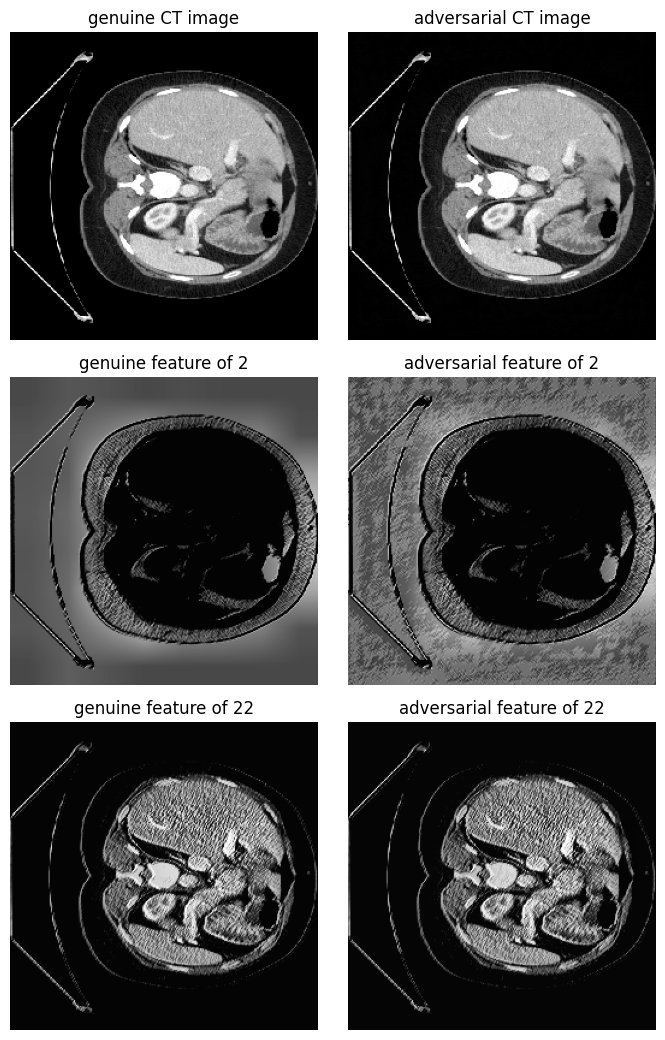 genuine CT image
adversarial CT image
genuine feature of 2
adversarial feature of 2
genuine feature of 22
adversarial feature of 22